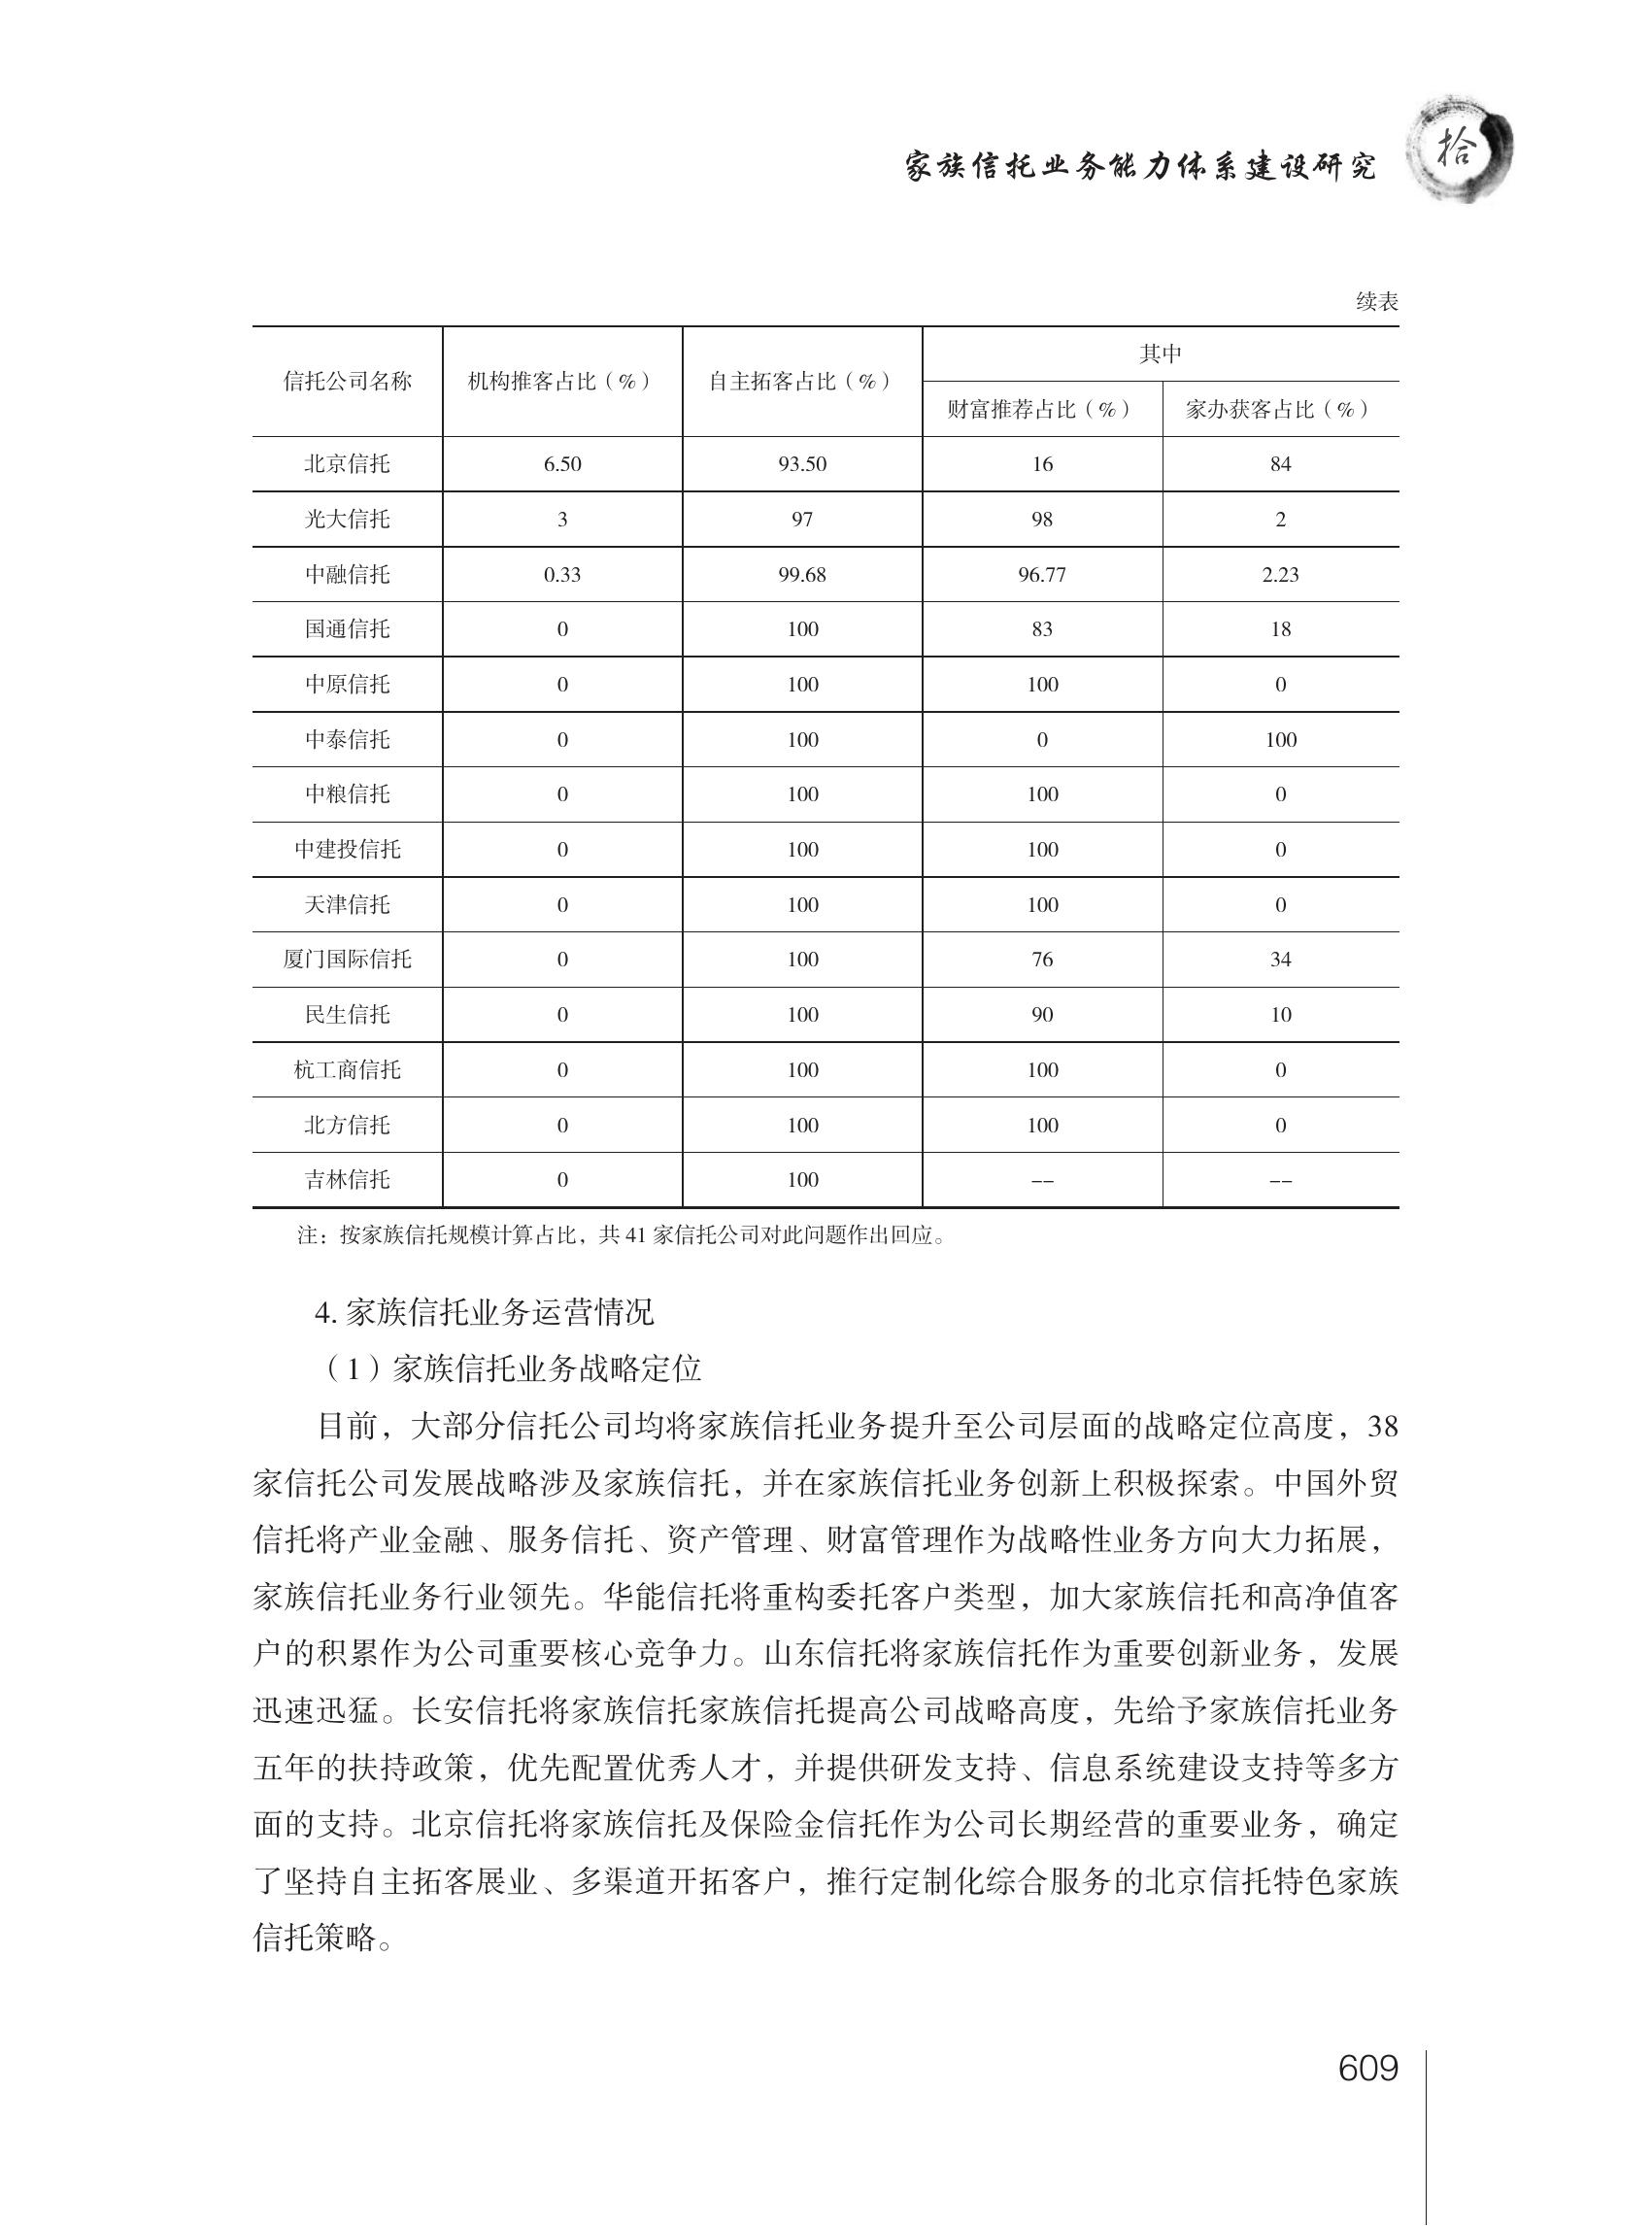 家族信托业务能力体系建设研究
拾
续表
信托公司名称 机构推客占比（%） 自主拓客占比（%） 其中
财富推荐占比（%） 家办获客占比（%）
北京信托 6.50 93.50 16 84
光大信托 3 97 98 2
中融信托 0.33 99.68 96.77 2.23
国通信托 0 100 83 18
中原信托 0 100 100 0
中泰信托 0 100 0 100
中粮信托 0 100 100 0
中建投信托 0 100 100 0
天津信托 0 100 100 0
厦门国际信托 0 100 76 34
民生信托 0 100 90 10
杭工商信托 0 100 100 0
北方信托 0 100 100 0
吉林信托 0 100 –– ––
注：按家族信托规模计算占比，共 41 家信托公司对此问题作出回应。
4. 家族信托业务运营情况
（1）家族信托业务战略定位
目前，大部分信托公司均将家族信托业务提升至公司层面的战略定位高度，38
家信托公司发展战略涉及家族信托，并在家族信托业务创新上积极探索。中国外贸
信托将产业金融、服务信托、资产管理、财富管理作为战略性业务方向大力拓展，
家族信托业务行业领先。华能信托将重构委托客户类型，加大家族信托和高净值客
户的积累作为公司重要核心竞争力。山东信托将家族信托作为重要创新业务，发展
迅速迅猛。长安信托将家族信托家族信托提高公司战略高度，先给予家族信托业务
五年的扶持政策，优先配置优秀人才，并提供研发支持、信息系统建设支持等多方
面的支持。北京信托将家族信托及保险金信托作为公司长期经营的重要业务，确定
了坚持自主拓客展业、多渠道开拓客户，推行定制化综合服务的北京信托特色家族
信托策略。
609